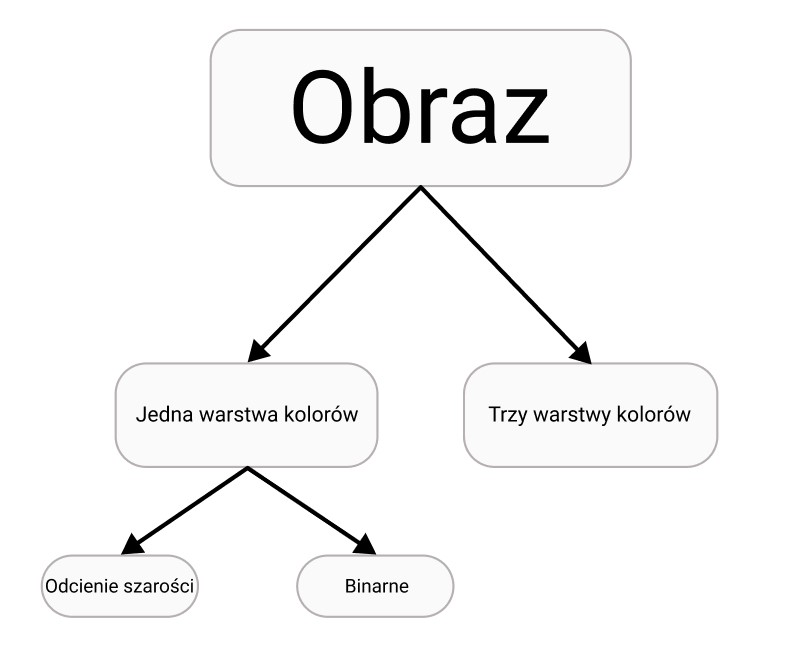 Obraz
Jedna warstwa kolorów
Trzy warstwy kolorów
Odcienie szarości
Binarne